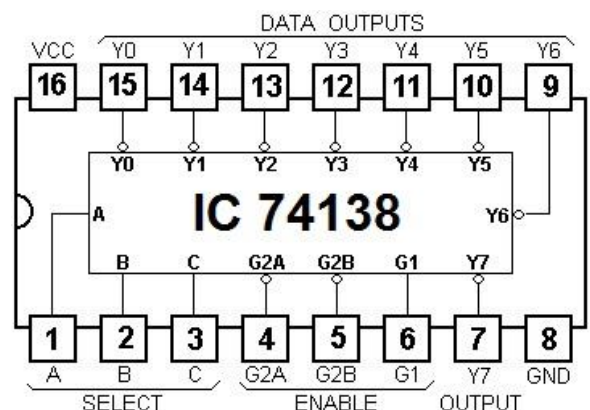 DATA OUTPUTS
VCC Y0 Y1 Y2 Y3 Y4 Y5 Y6
16 15 14 13 12 11 10 9
Y0 Y1 Y2 Y3 Y4 Y5
A IC 74138 Y6
B C G2A G2B G1 Y7
1 2 3 4 5 6 7 8
A B C G2A G2B G1 Y7 GND
SELECT ENABLE OUTPUT